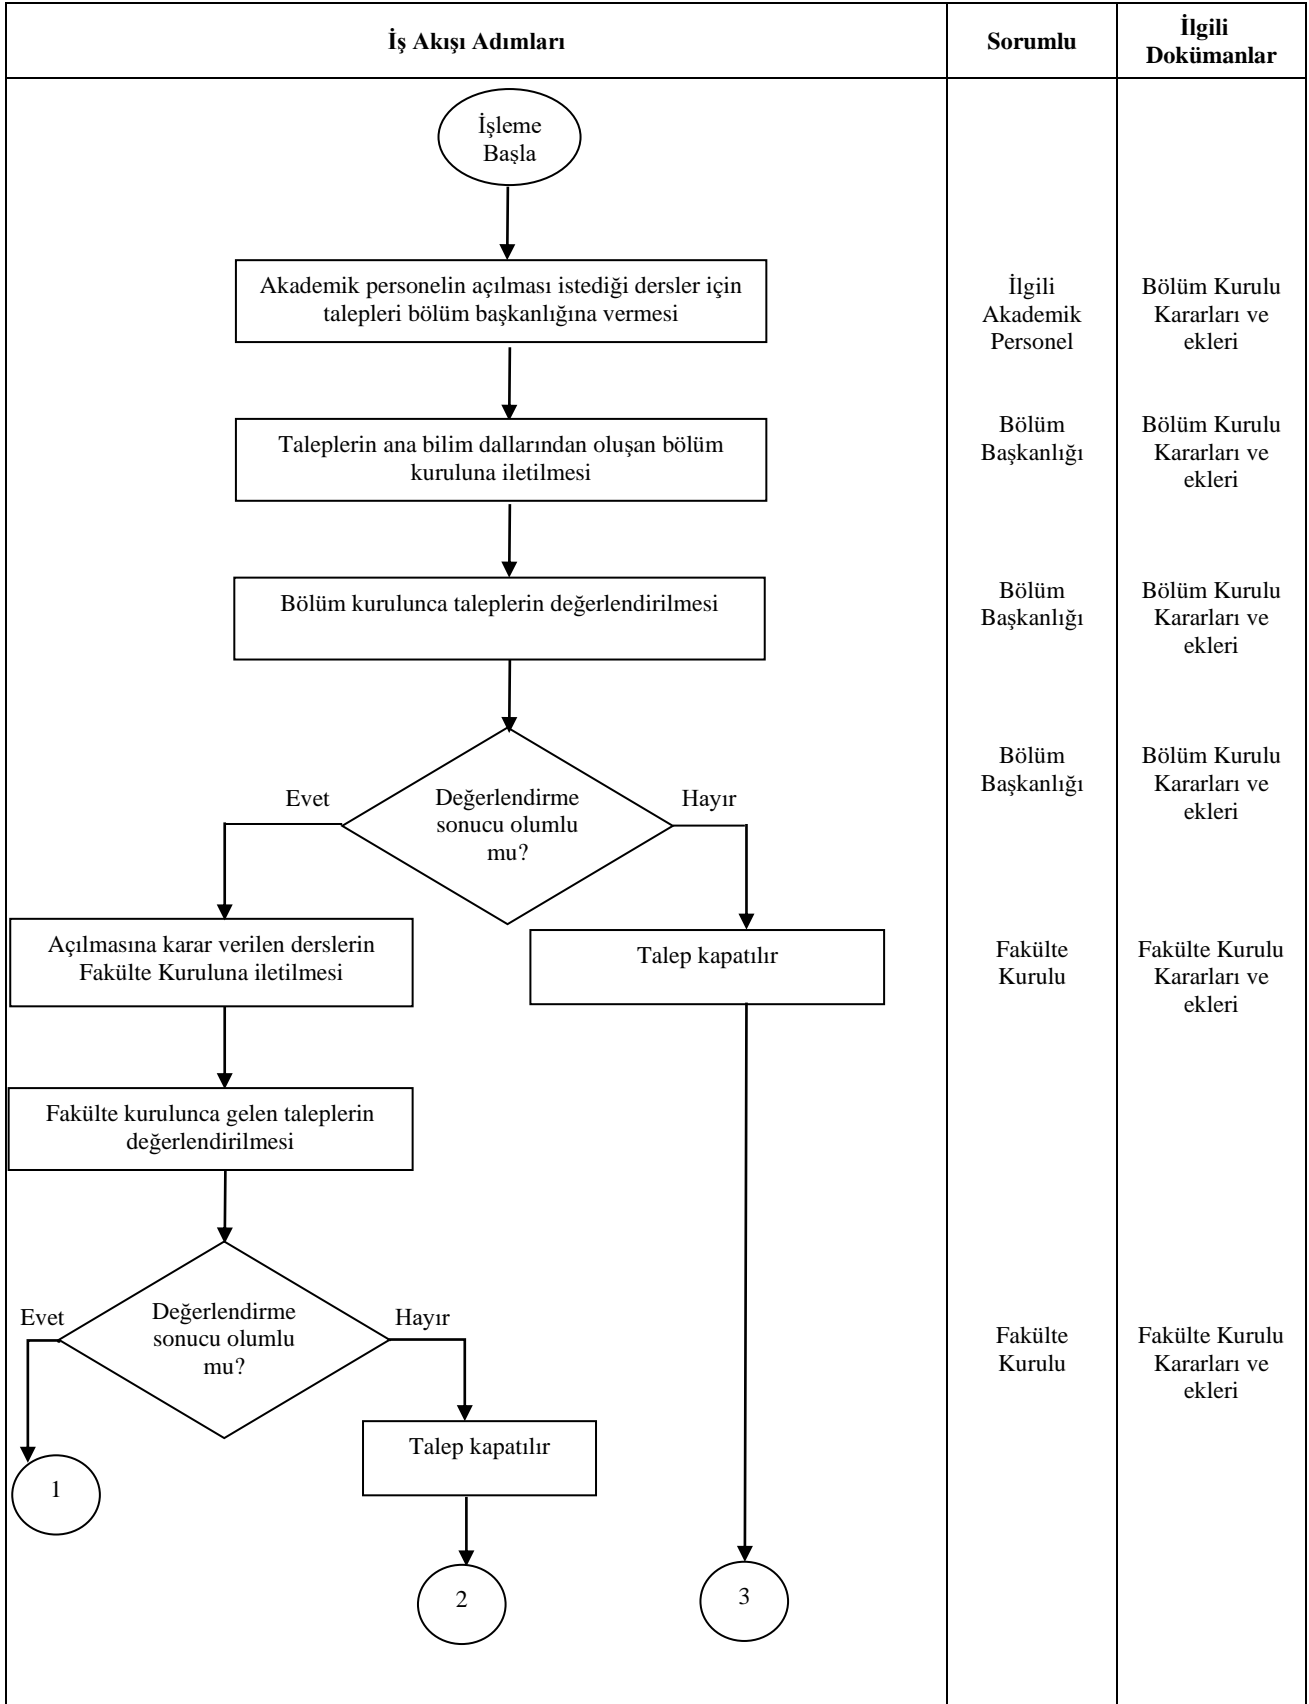 İş Akışı Adımları
Sorumlu
İlgili
Dokümanlar
İşleme
Başla
Akademik personelin açılması istediği dersler için
talepleri bölüm başkanlığına vermesi
İlgili
Akademik
Personel
Bölüm Kurulu
Kararları ve
ekleri
Taleplerin ana bilim dallarından oluşan bölüm
kuruluna iletilmesi
Bölüm
Başkanlığı
Bölüm Kurulu
Kararları ve
ekleri
Bölüm kurulunca taleplerin değerlendirilmesi
Bölüm
Başkanlığı
Bölüm Kurulu
Kararları ve
ekleri
Evet
Değerlendirme
sonucu olumlu
mu?
Hayır
Bölüm
Başkanlığı
Bölüm Kurulu
Kararları ve
ekleri
Açılmasına karar verilen derslerin
Fakülte Kuruluna iletilmesi
Talep kapatılır
Fakülte
Kurulu
Fakülte Kurulu
Kararları ve
ekleri
Fakülte kurulunca gelen taleplerin
değerlendirilmesi
Evet
Değerlendirme
sonucu olumlu
mu?
Hayır
Fakülte
Kurulu
Fakülte Kurulu
Kararları ve
ekleri
Talep kapatılır
1
2
3